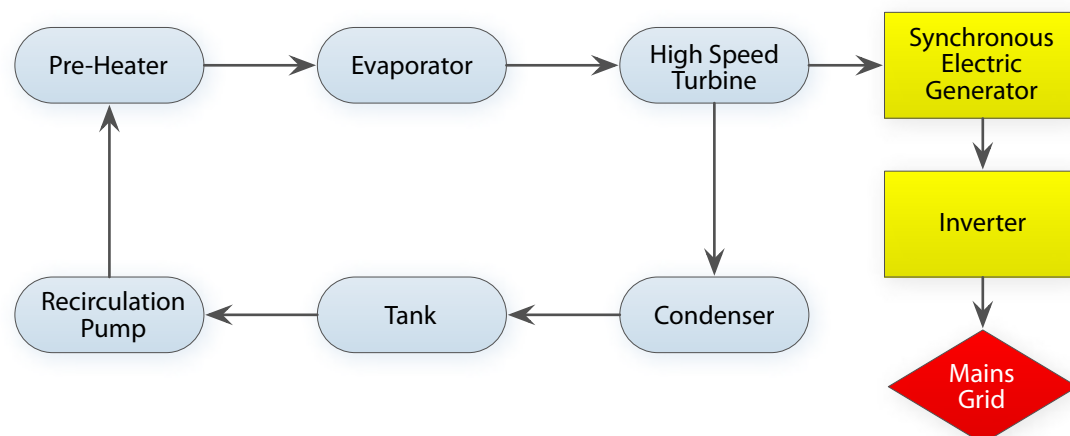 Pre-Heater
Evaporator
High Speed
Turbine
Synchronous
Electric
Generator
Inverter
Recirculation
Pump
Tank
Condenser
Mains
Grid